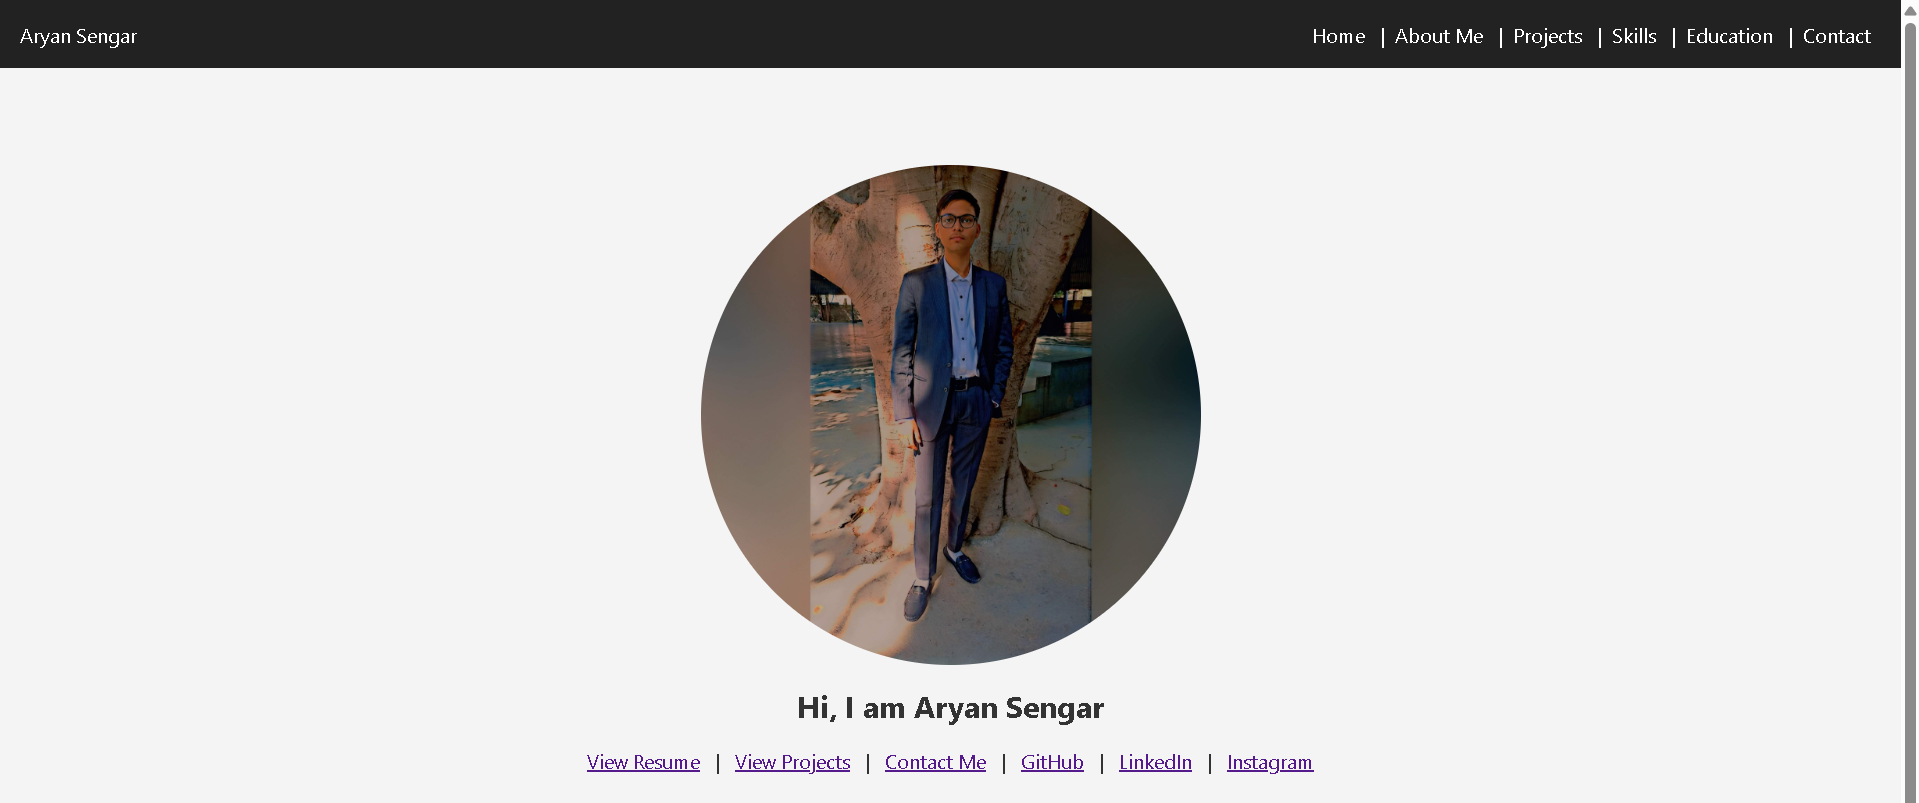 Aryan Sengar
Home | About Me | Projects | Skills | Education | Contact
Hi, I am Aryan Sengar
View Resume | View Projects | Contact Me | GitHub | LinkedIn | Instagram